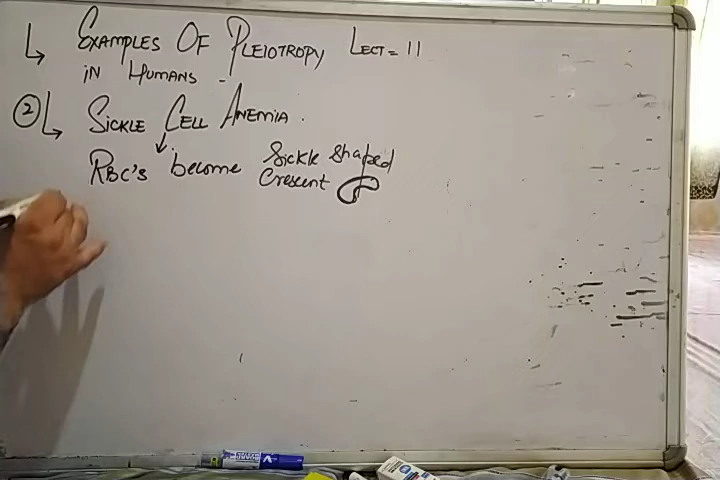 ↳ EXAMPLES OF PLEIOTROPY LECT = 11
IN HUMANS -
② ↳ SICKLE CELL ANEMIA.
RBC's become Sickle shaped
Crescent